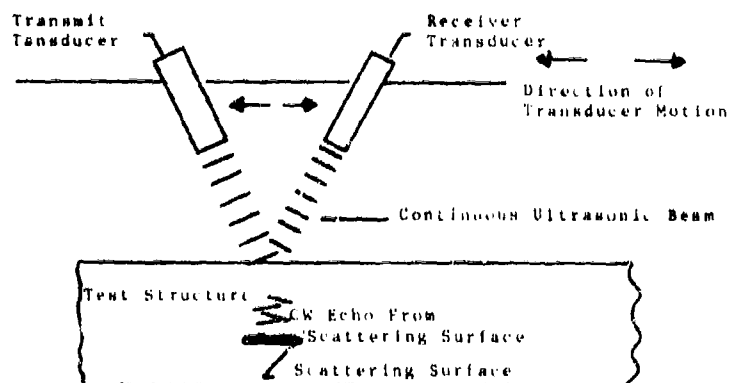 Transmit
Tansducer
Receiver
Transducer
Direction of
Transducer Motion
Continuous Ultrasonic Beam
Test Structure
CW Echo From
Scattering Surface
Scattering Surface